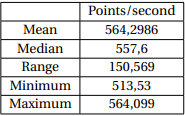 Points/second
Mean 564,2986
Median 557,6
Range 150,569
Minimum 513,53
Maximum 564,099